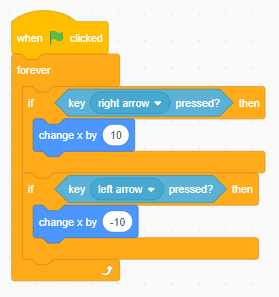 when clicked
forever
if key right arrow pressed? then
change x by 10
if key left arrow pressed? then
change x by -10